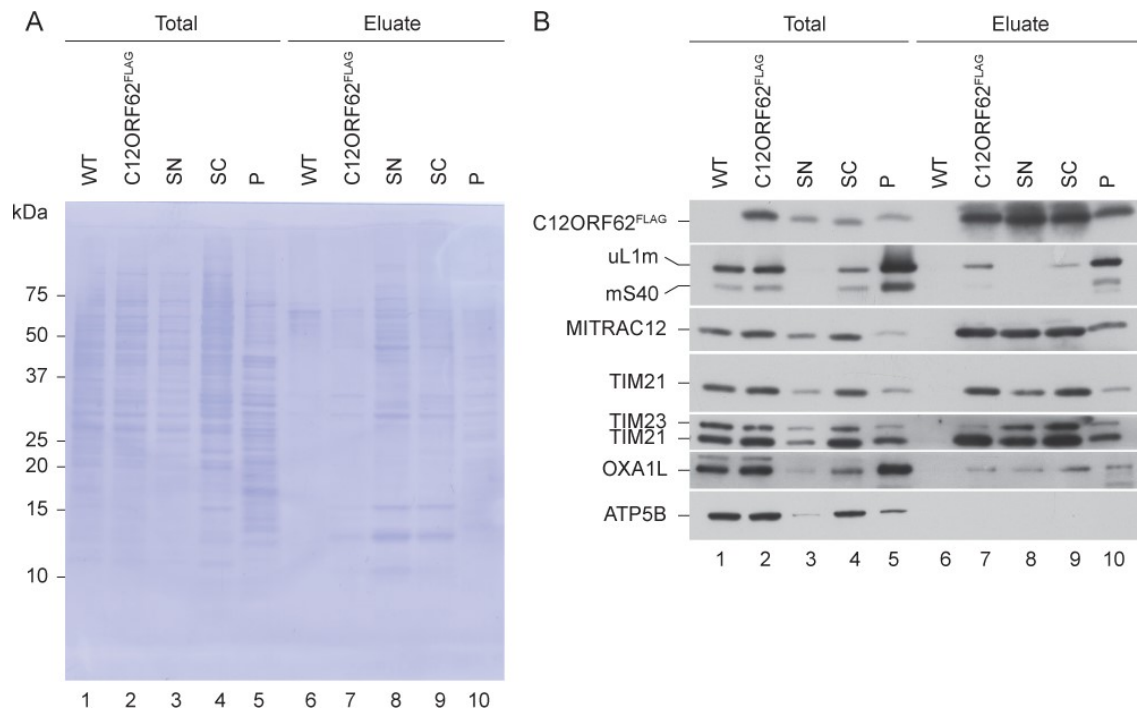 A
Total
Eluate
WT
C12ORF62FLAG
SN
SC
P
WT
C12ORF62FLAG
SN
SC
P
kDa
75
50
37
25
20
15
10
1 2 3 4 5 6 7 8 9 10
B
Total
Eluate
WT
C12ORF62FLAG
SN
SC
P
WT
C12ORF62FLAG
SN
SC
P
C12ORF62FLAG
uL1m
mS40
MITRAC12
TIM21
TIM23
TIM21
OXA1L
ATP5B
1 2 3 4 5 6 7 8 9 10